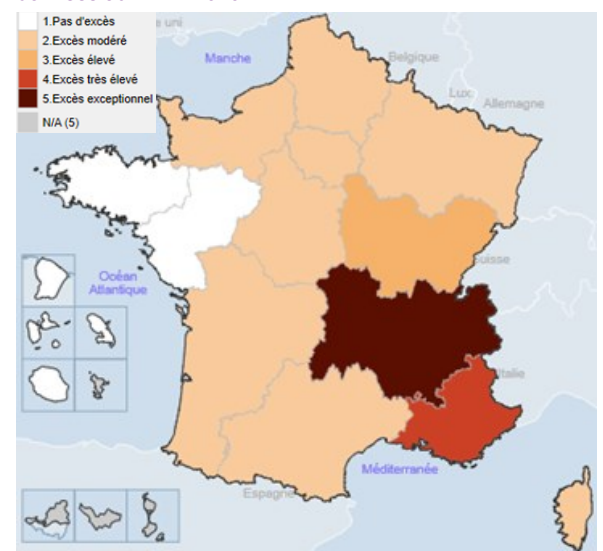 1.Pas d'excès
2.Excès modéré
3.Excès élevé
4.Excès très élevé
5.Excès exceptionnel
N/A (5)
uni
Manche
Belgique
Lux.
Allemagne
Suisse
Océan
Atlantique
Italie
Méditerranée
Espagne